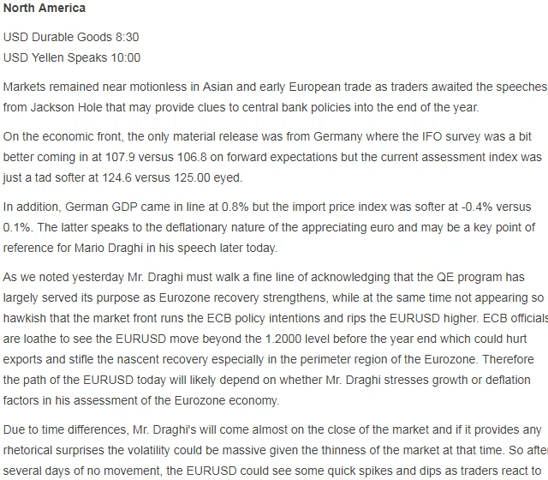 North America
USD Durable Goods 8:30
USD Yellen Speaks 10:00
Markets remained near motionless in Asian and early European trade as traders awaited the speeches
from Jackson Hole that may provide clues to central bank policies into the end of the year.
On the economic front, the only material release was from Germany where the IFO survey was a bit
better coming in at 107.9 versus 106.8 on forward expectations but the current assessment index was
just a tad softer at 124.6 versus 125.00 eyed.
In addition, German GDP came in line at 0.8% but the import price index was softer at -0.4% versus
0.1%. The latter speaks to the deflationary nature of the appreciating euro and may be a key point of
reference for Mario Draghi in his speech later today.
As we noted yesterday Mr. Draghi must walk a fine line of acknowledging that the QE program has
largely served its purpose as Eurozone recovery strengthens, while at the same time not appearing so
hawkish that the market front runs the ECB policy intentions and rips the EURUSD higher. ECB officials
are loathe to see the EURUSD move beyond the 1.2000 level before the year end which could hurt
exports and stifle the nascent recovery especially in the perimeter region of the Eurozone. Therefore
the path of the EURUSD today will likely depend on whether Mr. Draghi stresses growth or deflation
factors in his assessment of the Eurozone economy.
Due to time differences, Mr. Draghi's will come almost on the close of the market and if it provides any
rhetorical surprises the volatility could be massive given the thinness of the market at that time. So after
several days of no movement, the EURUSD could see some quick spikes and dips as traders react to